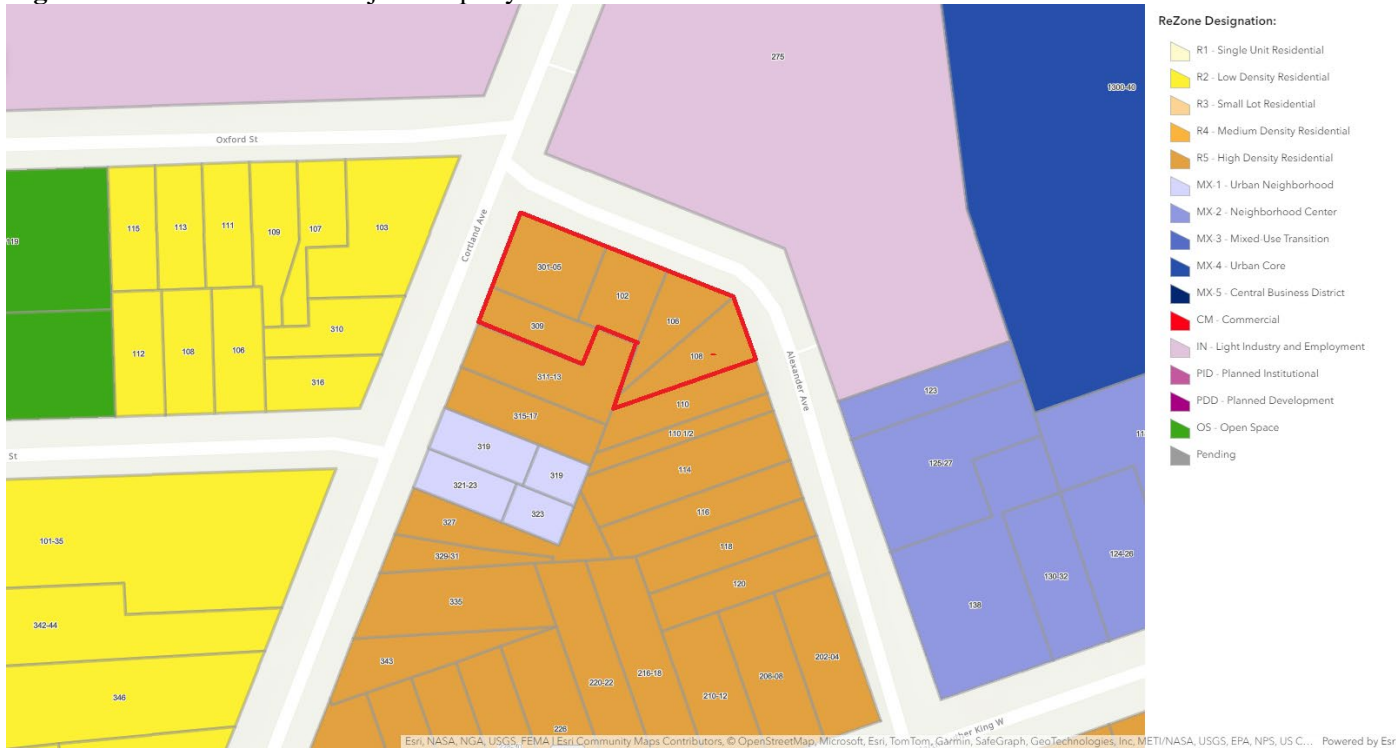 ReZone Designation:
R1 - Single Unit Residential
R2 - Low Density Residential
R3 - Small Lot Residential
R4 - Medium Density Residential
R5 - High Density Residential
MX-1 - Urban Neighborhood
MX-2 - Neighborhood Center
MX-3 - Mixed-Use Transition
MX-4 - Urban Core
MX-5 - Central Business District
CM - Commercial
IN - Light Industry and Employment
PID - Planned Institutional
PDD - Planned Development
OS - Open Space
Pending
275
1300-40
Oxford St
119
115
113
111
109
107
103
Cortland Ave
301-05
102
106
108
309
310
112
108
106
316
311-13
110
Alexander Ave
110 1/2
315-17
123
319
319
114
125-27
St
321-23
323
116
327
118
101-35
329-31
124-26
120
130-32
335
138
342-44
343
202-04
220-22
216-18
206-08
210-12
346
226
her King W
Esri, NASA, NGA, USGS, FEMA | Esri Community Maps Contributors, © OpenStreetMap, Microsoft, Esri, TomTom, Garmin, SafeGraph, GeoTechnologies, Inc, METI/NASA, USGS, EPA, NPS, US C... Powered by Es